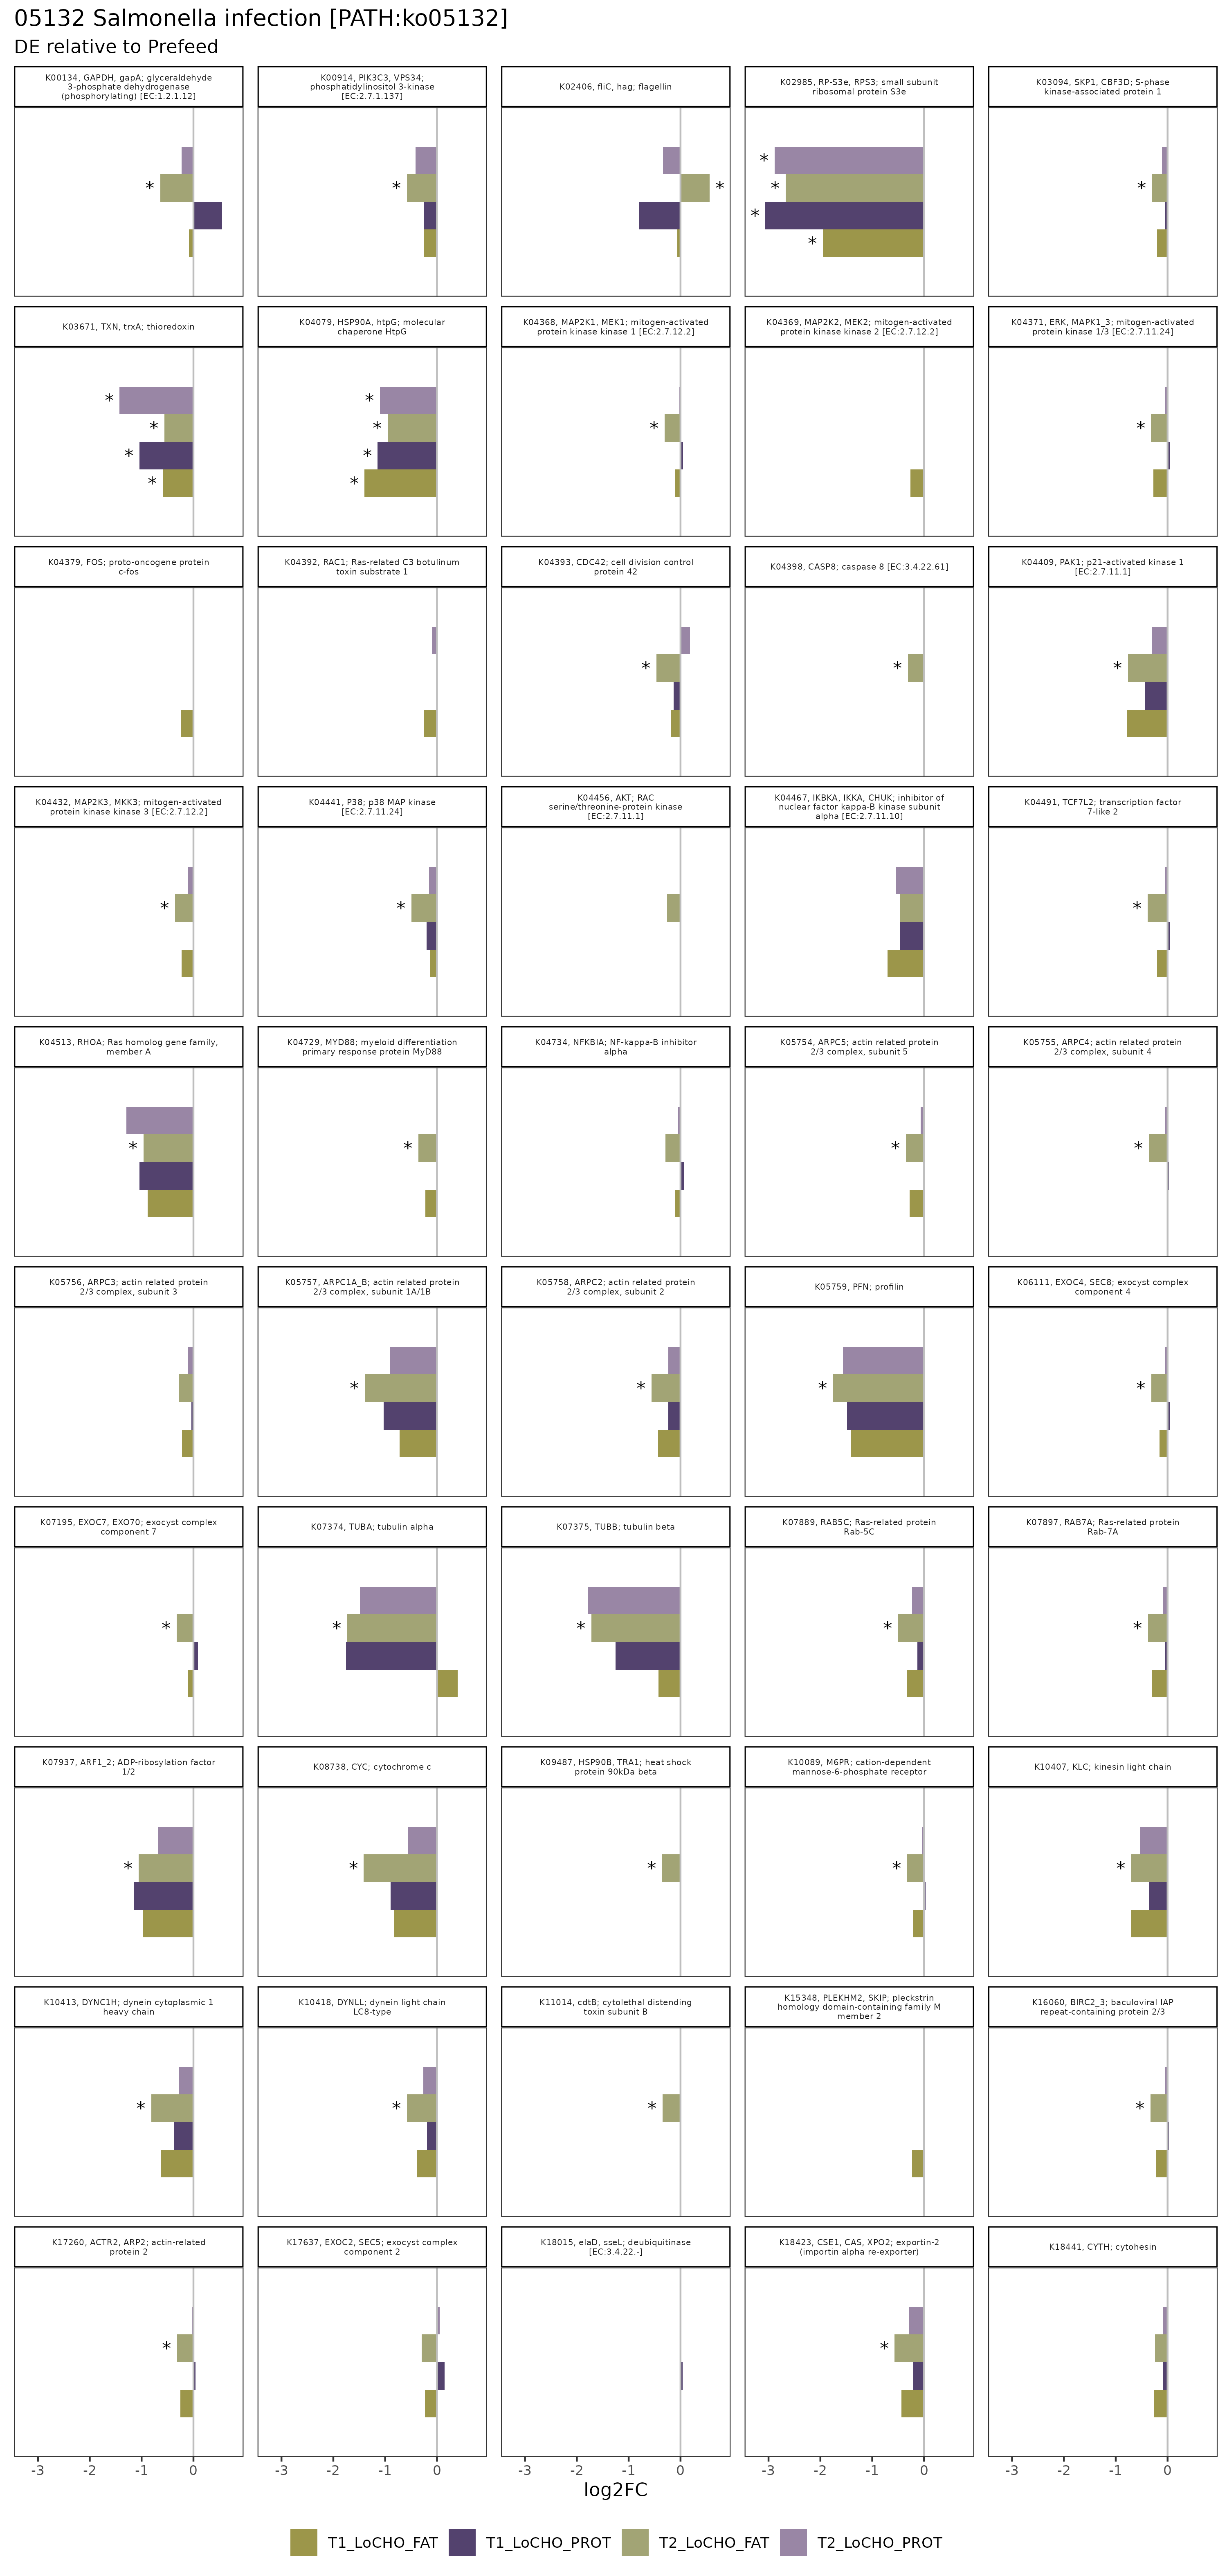 05132 Salmonella infection [PATH:ko05132]
DE relative to Prefeed
K00134, GAPDH, gapA; glyceraldehyde
3-phosphate dehydrogenase
(phosphorylating) [EC:1.2.1.12]
K00914, PIK3C3, VPS34;
phosphatidylinositol 3-kinase
[EC:2.7.1.137]
K02406, fliC, hag; flagellin
K02985, RP-S3e, RPS3; small subunit
ribosomal protein S3e
K03094, SKP1, CBF3D; S-phase
kinase-associated protein 1
*
*
*
*
*
*
*
*
K03671, TXN, trxA; thioredoxin
K04079, HSP90A, htpG; molecular
chaperone HtpG
K04368, MAP2K1, MEK1; mitogen-activated
protein kinase kinase 1 [EC:2.7.12.2]
K04369, MAP2K2, MEK2; mitogen-activated
protein kinase kinase 2 [EC:2.7.12.2]
K04371, ERK, MAPK1_3; mitogen-activated
protein kinase 1/3 [EC:2.7.11.24]
*
*
*
*
*
*
*
*
*
*
K04379, FOS; proto-oncogene protein
c-fos
K04392, RAC1; Ras-related C3 botulinum
toxin substrate 1
K04393, CDC42; cell division control
protein 42
K04398, CASP8; caspase 8 [EC:3.4.22.61]
K04409, PAK1; p21-activated kinase 1
[EC:2.7.11.1]
*
*
*
K04432, MAP2K3, MKK3; mitogen-activated
protein kinase kinase 3 [EC:2.7.12.2]
K04441, P38; p38 MAP kinase
[EC:2.7.11.24]
K04456, AKT; RAC
serine/threonine-protein kinase
[EC:2.7.11.1]
K04467, IKBKA, IKKA, CHUK; inhibitor of
nuclear factor kappa-B kinase subunit
alpha [EC:2.7.11.10]
K04491, TCF7L2; transcription factor
7-like 2
*
*
*
K04513, RHOA; Ras homolog gene family,
member A
K04729, MYD88; myeloid differentiation
primary response protein MyD88
K04734, NFKBIA; NF-kappa-B inhibitor
alpha
K05754, ARPC5; actin related protein
2/3 complex, subunit 5
K05755, ARPC4; actin related protein
2/3 complex, subunit 4
*
*
*
*
K05756, ARPC3; actin related protein
2/3 complex, subunit 3
K05757, ARPC1A_B; actin related protein
2/3 complex, subunit 1A/1B
K05758, ARPC2; actin related protein
2/3 complex, subunit 2
K05759, PFN; profilin
K06111, EXOC4, SEC8; exocyst complex
component 4
*
*
*
*
K07195, EXOC7, EXO70; exocyst complex
component 7
K07374, TUBA; tubulin alpha
K07375, TUBB; tubulin beta
K07889, RAB5C; Ras-related protein
Rab-5C
K07897, RAB7A; Ras-related protein
Rab-7A
*
*
*
*
*
K07937, ARF1_2; ADP-ribosylation factor
1/2
K08738, CYC; cytochrome c
K09487, HSP90B, TRA1; heat shock
protein 90kDa beta
K10089, M6PR; cation-dependent
mannose-6-phosphate receptor
K10407, KLC; kinesin light chain
*
*
*
*
*
K10413, DYNC1H; dynein cytoplasmic 1
heavy chain
K10418, DYNLL; dynein light chain
LC8-type
K11014, cdtB; cytolethal distending
toxin subunit B
K15348, PLEKHM2, SKIP; pleckstrin
homology domain-containing family M
member 2
K16060, BIRC2_3; baculoviral IAP
repeat-containing protein 2/3
*
*
*
*
K17260, ACTR2, ARP2; actin-related
protein 2
K17637, EXOC2, SEC5; exocyst complex
component 2
K18015, elaD, sseL; deubiquitinase
[EC:3.4.22.-]
K18423, CSE1, CAS, XPO2; exportin-2
(importin alpha re-exporter)
K18441, CYTH; cytohesin
*
*
-3 -2 -1 0 -3 -2 -1 0 -3 -2 -1 0 -3 -2 -1 0 -3 -2 -1 0
log2FC
T1_LoCHO_FAT T1_LoCHO_PROT T2_LoCHO_FAT T2_LoCHO_PROT